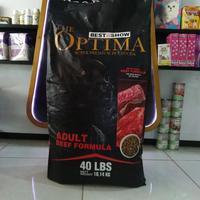 BEST IN SHOW
THE
OPTIMA
ADULT
BEEF FORMULA
40 LBS
18.14 KG